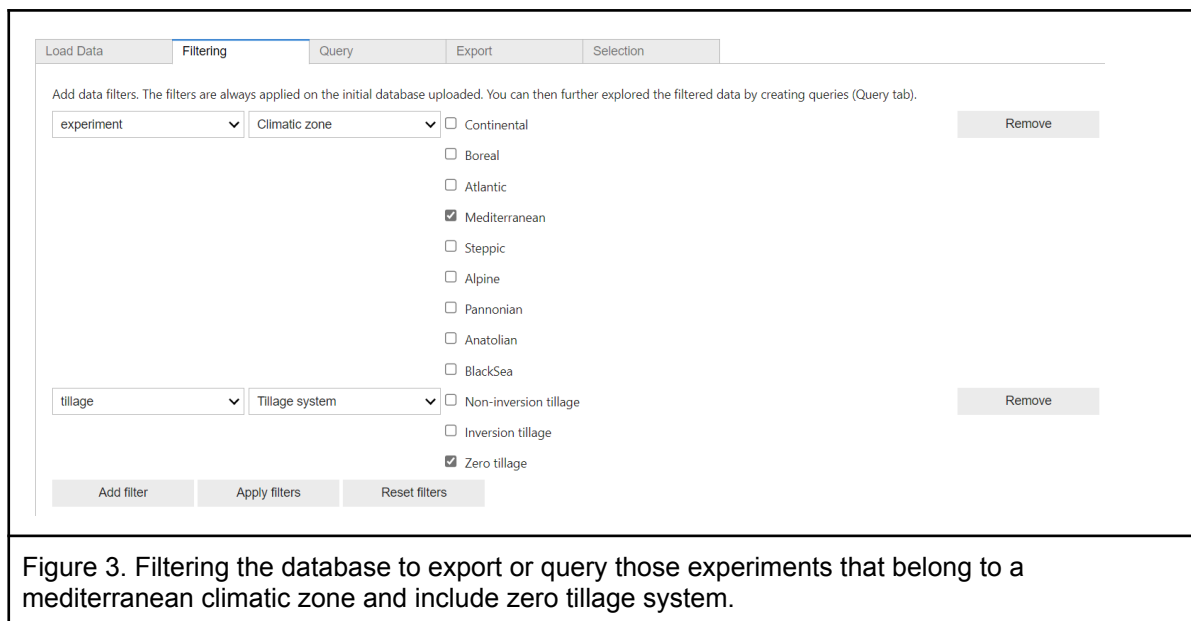 Load Data Filtering Query Export Selection
Add data filters. The filters are always applied on the initial database uploaded. You can then further explored the filtered data by creating queries (Query tab).
experiment Climatic zone Continental Remove
Boreal
Atlantic
Mediterranean
Steppic
Alpine
Pannonian
Anatolian
BlackSea
tillage Tillage system Non-inversion tillage Remove
Inversion tillage
Zero tillage
Add filter Apply filters Reset filters
Figure 3. Filtering the database to export or query those experiments that belong to a
mediterranean climatic zone and include zero tillage system.